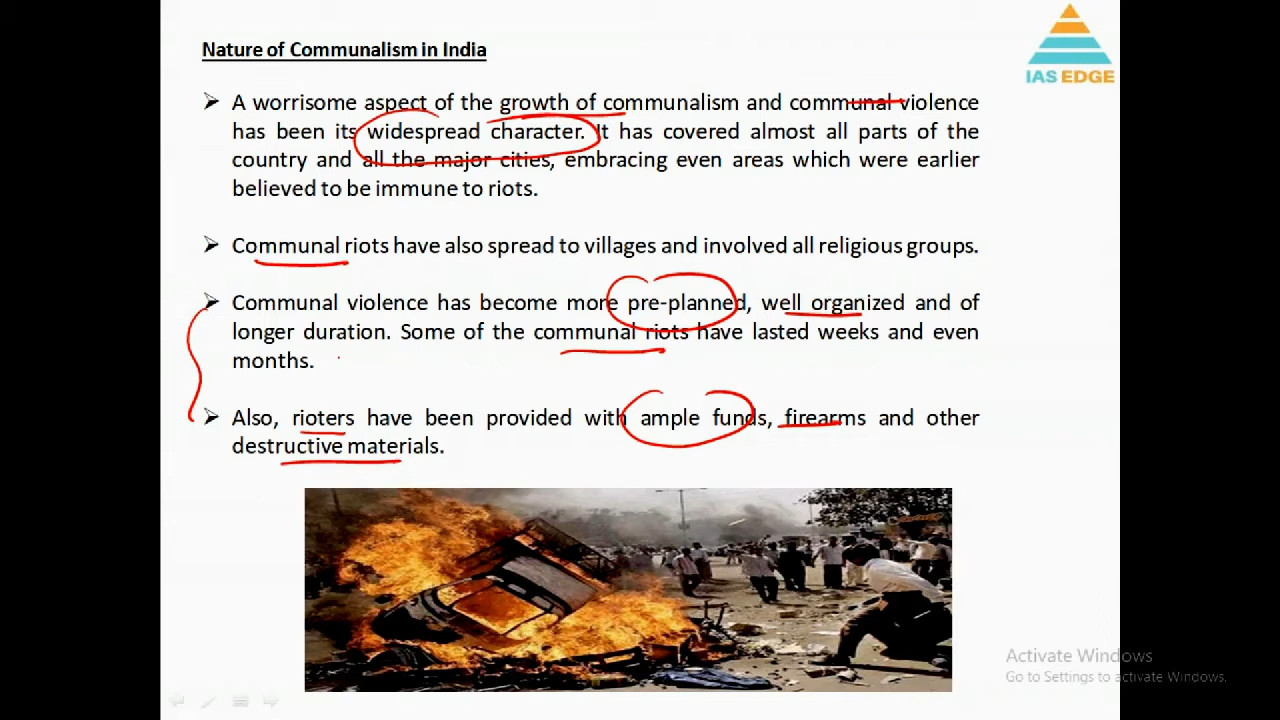 Nature of Communalism in India
IAS EDGE
➢ A worrisome aspect of the growth of communalism and communal violence
has been its widespread character. It has covered almost all parts of the
country and all the major cities, embracing even areas which were earlier
believed to be immune to riots.
➢ Communal riots have also spread to villages and involved all religious groups.
➢ Communal violence has become more pre-planned, well organized and of
longer duration. Some of the communal riots have lasted weeks and even
months.
➢ Also, rioters have been provided with ample funds, firearms and other
destructive materials.
Activate Windows
Go to Settings to activate Windows.